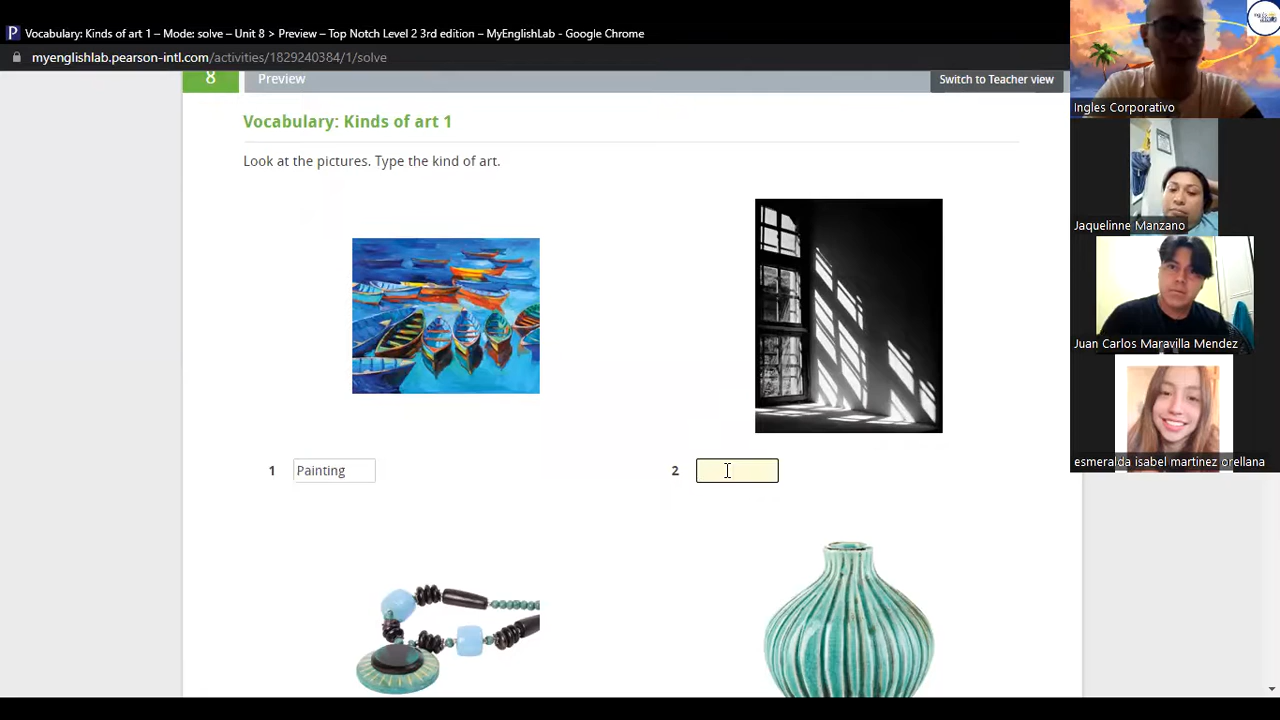 Vocabulary: Kinds of art 1 – Mode: solve – Unit 8 > Preview – Top Notch Level 2 3rd edition – MyEnglishLab - Google Chrome
myenglishlab.pearson-intl.com/activities/1829240384/1/solve
8 Preview Switch to Teacher view
Vocabulary: Kinds of art 1
Look at the pictures. Type the kind of art.
1 Painting 2
Ingles Corporativo
Jaquelinne Manzano
Juan Carlos Maravilla Mendez
esmeralda isabel martinez orellana